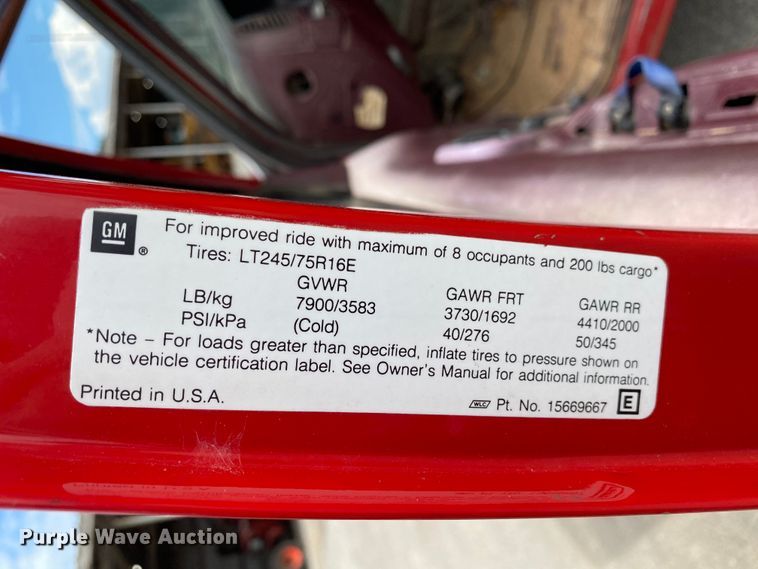 GM ®
For improved ride with maximum of 8 occupants and 200 lbs cargo*
Tires: LT245/75R16E
GVWR GAWR FRT GAWR RR
LB/kg 7900/3583 3730/1692 4410/2000
PSI/kPa (Cold) 40/276 50/345
*Note – For loads greater than specified, inflate tires to pressure shown on
the vehicle certification label. See Owner's Manual for additional information.
Printed in U.S.A. WLC Pt. No. 15669667 E
Purple Wave Auction